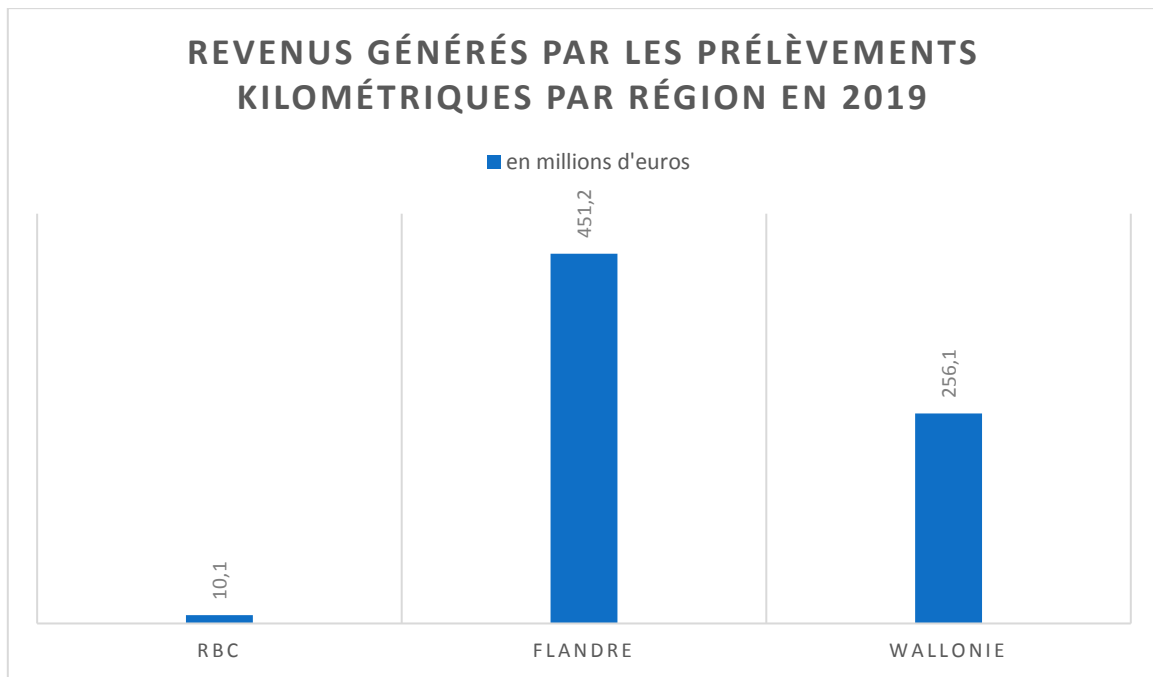 REVENUS GÉNÉRÉS PAR LES PRÉLÈVEMENTS
KILOMÉTRIQUES PAR RÉGION EN 2019
en millions d'euros
10,1
451,2
256,1
RBC
FLANDRE
WALLONIE